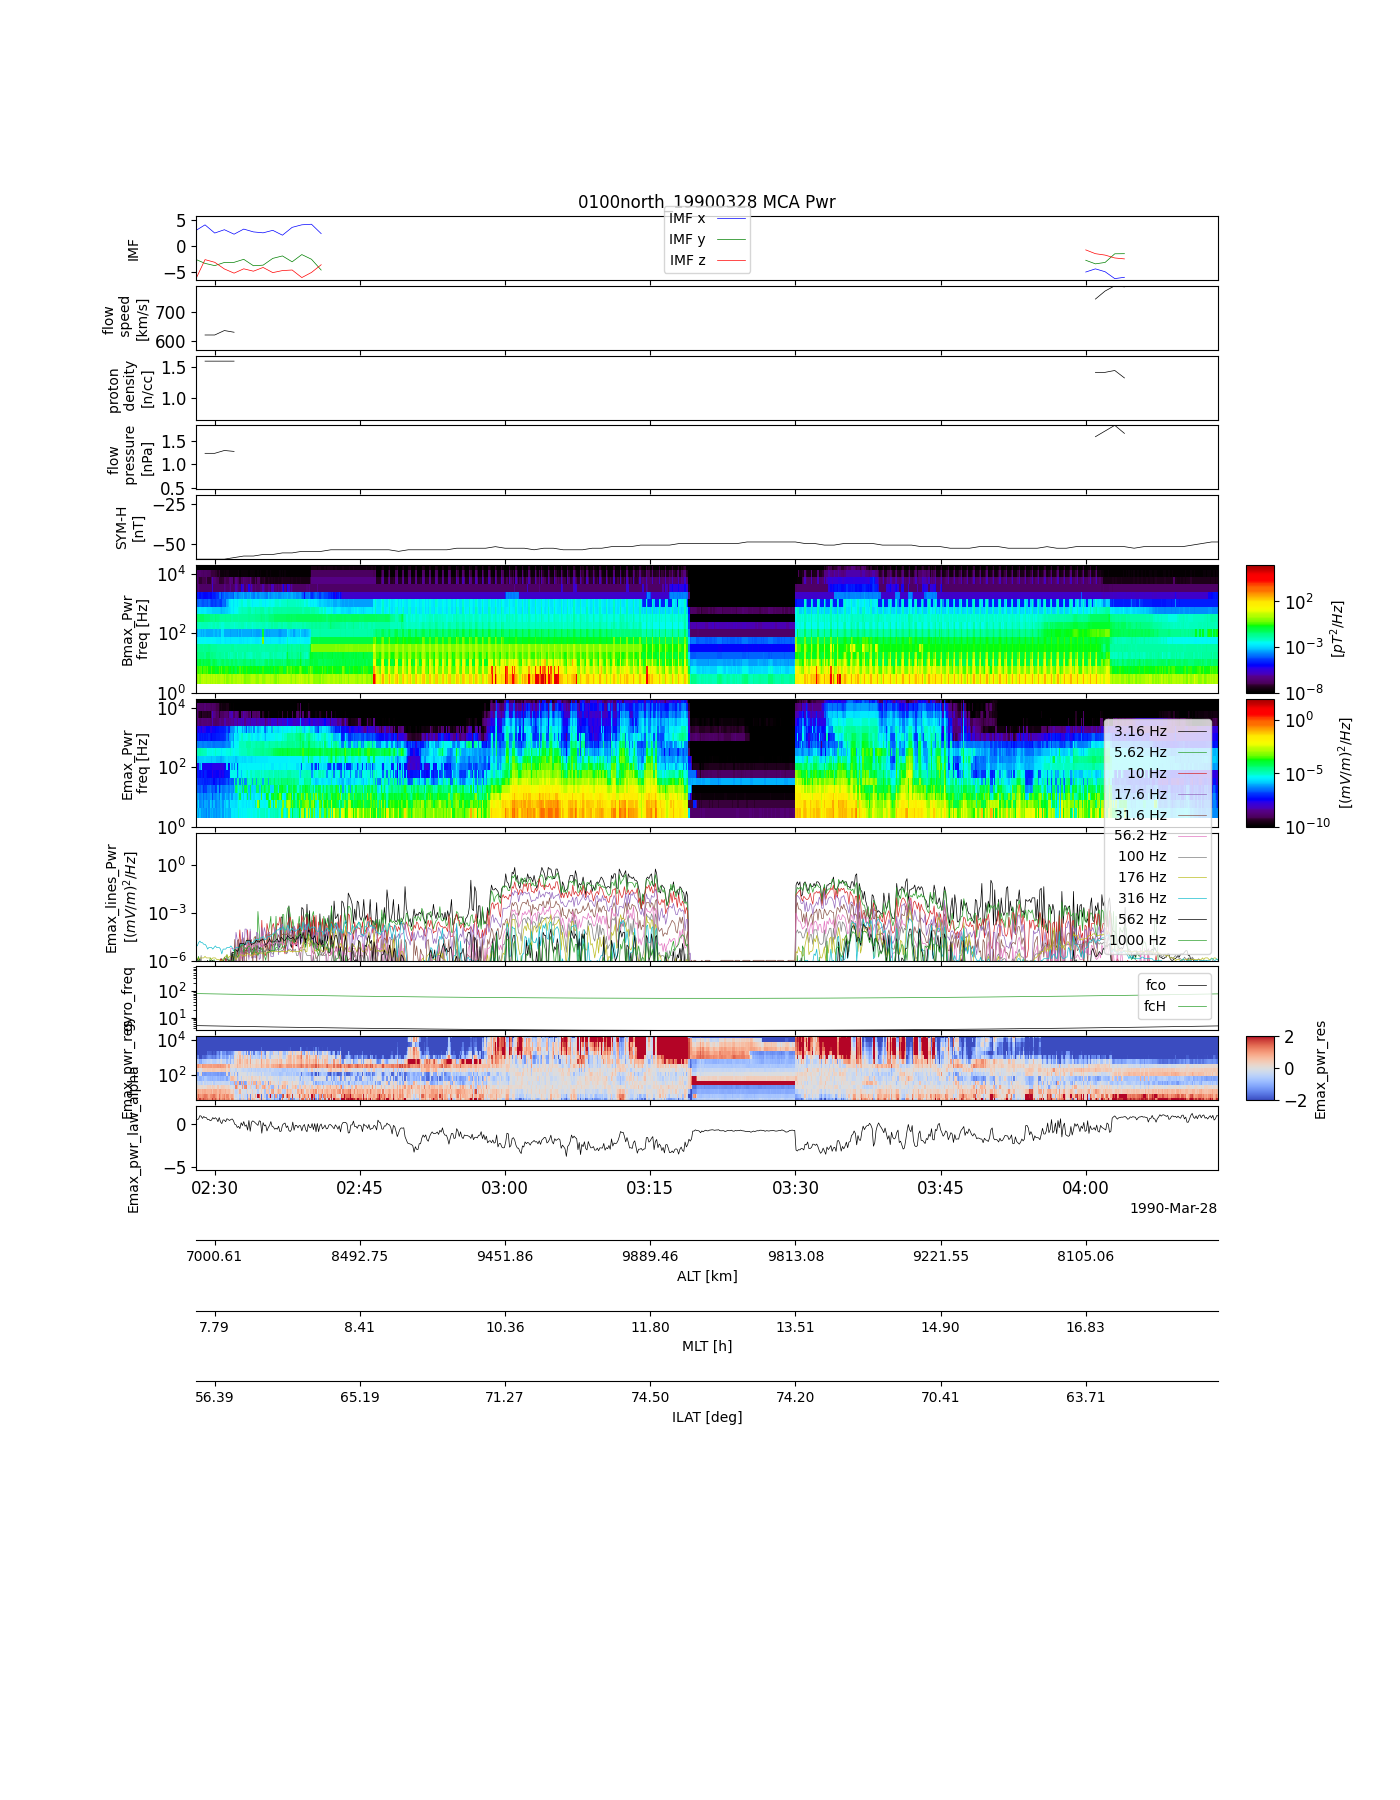 0100north_19900328 MCA Pwr
IMF
5
0
−5
IMF x
IMF y
IMF z
flow
speed
[km/s]
700
600
proton
density
[n/cc]
1.5
1.0
flow
pressure
[nPa]
1.5
1.0
0.5
SYM-H
[nT]
−25
−50
Bmax_Pwr
freq [Hz]
10^4
10^2
10^0
10^2
10^−3
10^−8
[pT^2/Hz]
Emax_Pwr
freq [Hz]
10^4
10^2
10^0
10^0
10^−5
10^−10
[(mV/m)^2/Hz]
3.16 Hz
5.62 Hz
10 Hz
17.6 Hz
31.6 Hz
56.2 Hz
100 Hz
176 Hz
316 Hz
562 Hz
1000 Hz
Emax_lines_Pwr
[(mV/m)^2/Hz]
10^0
10^−3
10^−6
gyro_freq
10^2
10^1
fco
fcH
Emax_pwr_res
10^4
10^2
2
0
−2
Emax_pwr_res
Emax_pwr_law_alpha
0
−5
02:30 02:45 03:00 03:15 03:30 03:45 04:00
1990-Mar-28
7000.61 8492.75 9451.86 9889.46 9813.08 9221.55 8105.06
ALT [km]
7.79 8.41 10.36 11.80 13.51 14.90 16.83
MLT [h]
56.39 65.19 71.27 74.50 74.20 70.41 63.71
ILAT [deg]